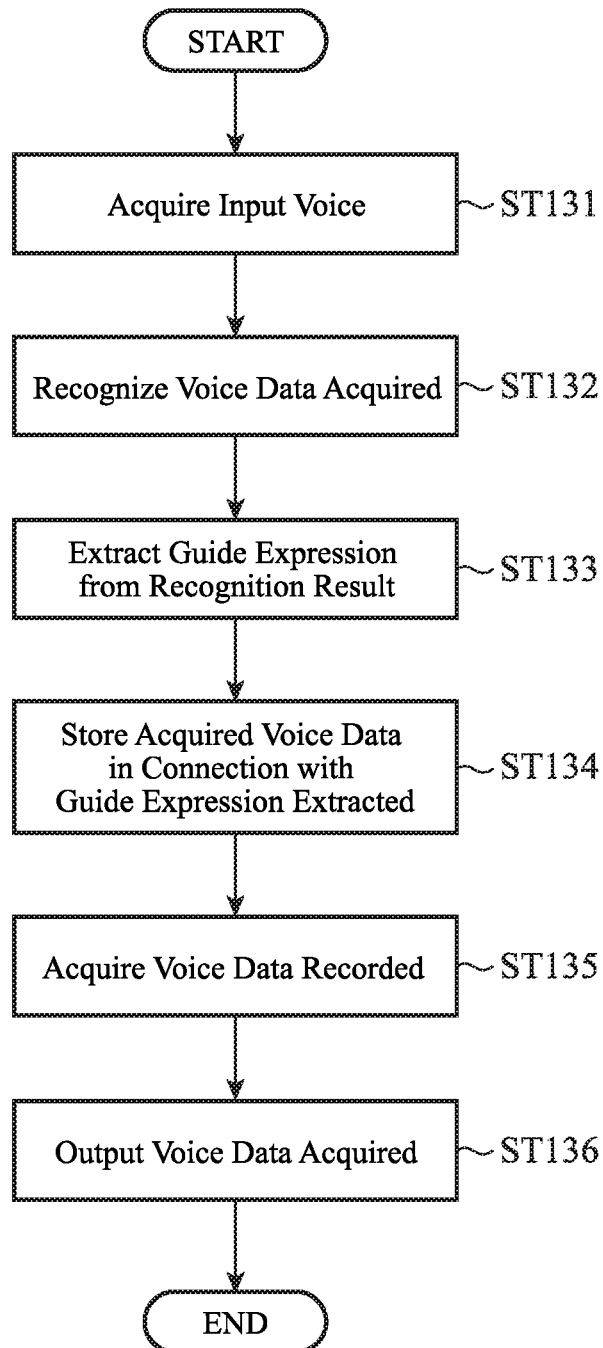 START
Acquire Input Voice
ST131
Recognize Voice Data Acquired
ST132
Extract Guide Expression
from Recognition Result
ST133
Store Acquired Voice Data
in Connection with
Guide Expression Extracted
ST134
Acquire Voice Data Recorded
ST135
Output Voice Data Acquired
ST136
END